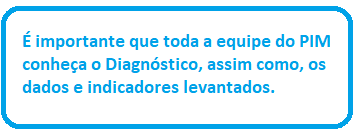 É importante que toda a equipe do PIM
conheça o Diagnóstico, assim como, os
dados e indicadores levantados.